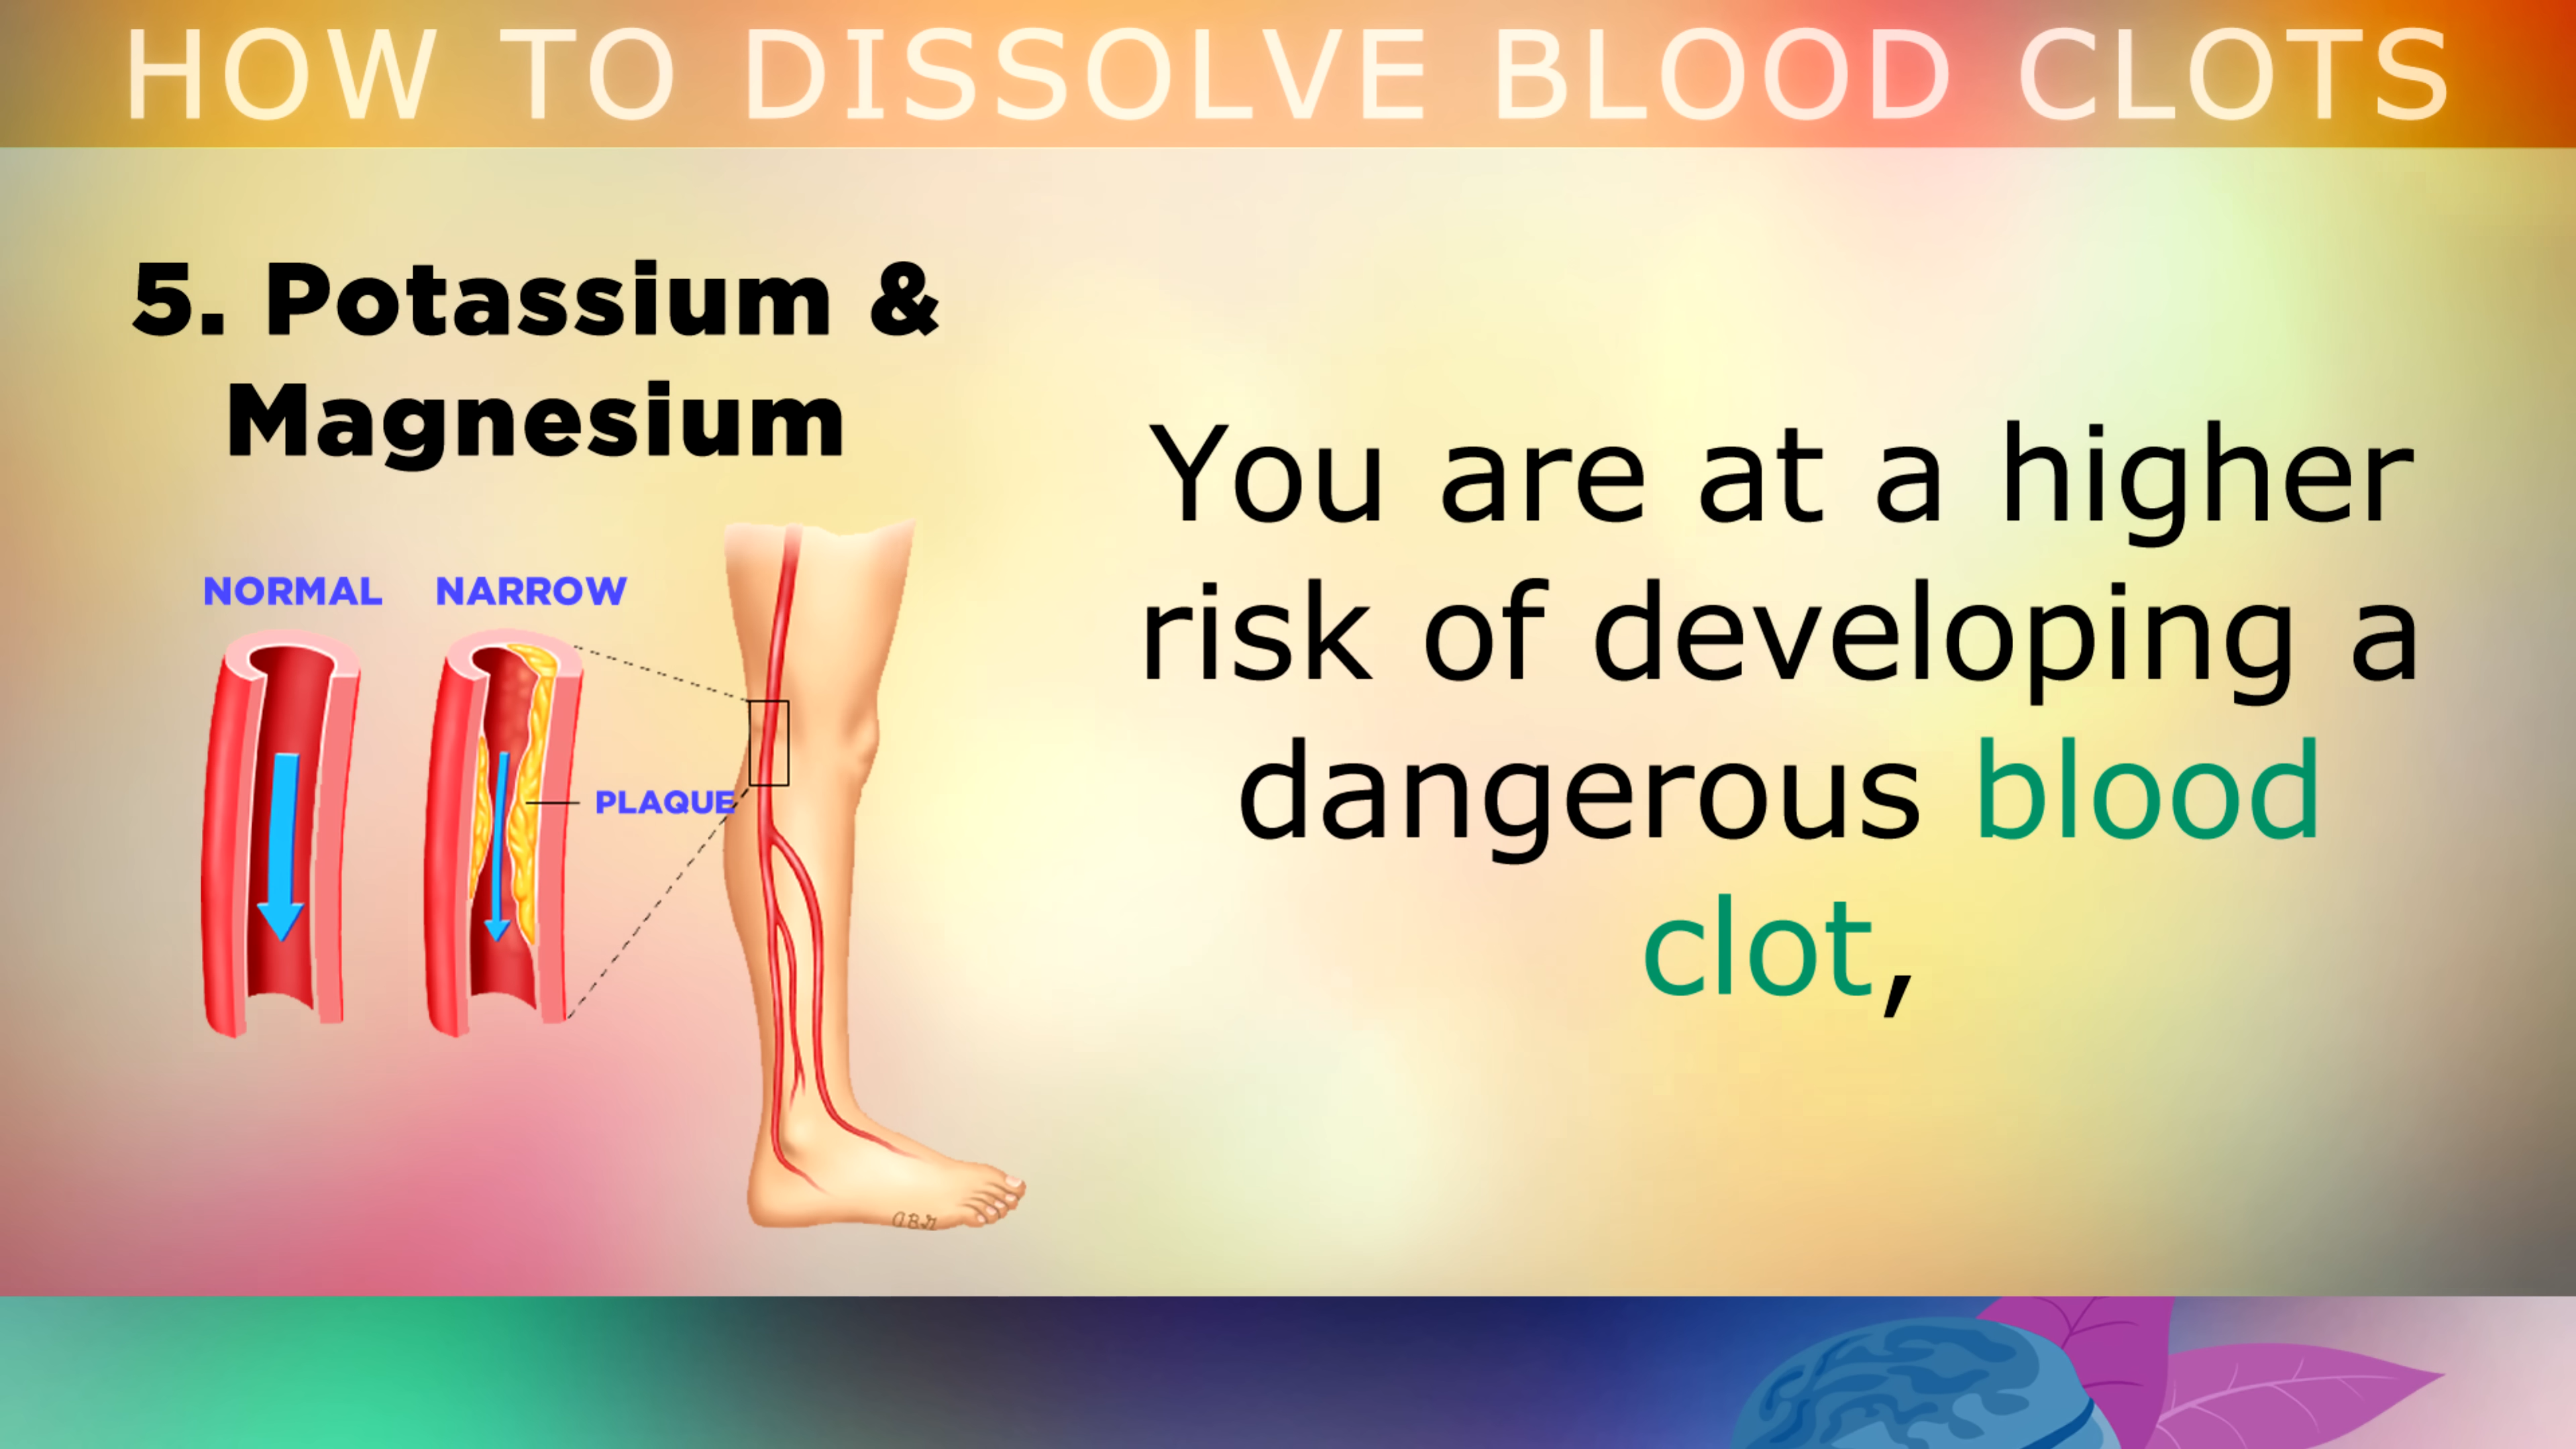 HOW TO DISSOLVE BLOOD CLOTS
5. Potassium &
Magnesium
NORMAL
NARROW
PLAQUE
You are at a higher
risk of developing a
dangerous blood
clot,